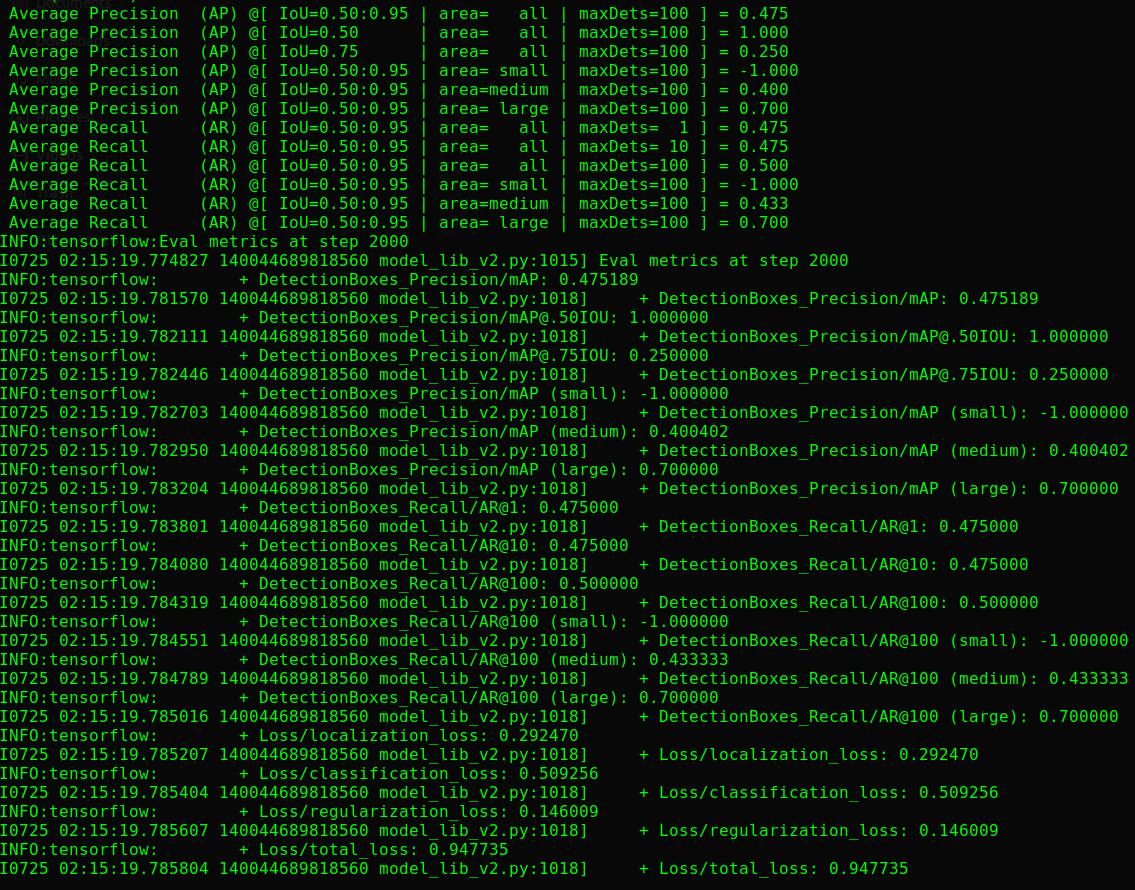 Average Precision  (AP) @[ IoU=0.50:0.95 | area=   all | maxDets=100 ] = 0.475
Average Precision  (AP) @[ IoU=0.50      | area=   all | maxDets=100 ] = 1.000
Average Precision  (AP) @[ IoU=0.75      | area=   all | maxDets=100 ] = 0.250
Average Precision  (AP) @[ IoU=0.50:0.95 | area= small | maxDets=100 ] = -1.000
Average Precision  (AP) @[ IoU=0.50:0.95 | area=medium | maxDets=100 ] = 0.400
Average Precision  (AP) @[ IoU=0.50:0.95 | area= large | maxDets=100 ] = 0.700
Average Recall     (AR) @[ IoU=0.50:0.95 | area=   all | maxDets=  1 ] = 0.475
Average Recall     (AR) @[ IoU=0.50:0.95 | area=   all | maxDets= 10 ] = 0.475
Average Recall     (AR) @[ IoU=0.50:0.95 | area=   all | maxDets=100 ] = 0.500
Average Recall     (AR) @[ IoU=0.50:0.95 | area= small | maxDets=100 ] = -1.000
Average Recall     (AR) @[ IoU=0.50:0.95 | area=medium | maxDets=100 ] = 0.433
Average Recall     (AR) @[ IoU=0.50:0.95 | area= large | maxDets=100 ] = 0.700
INFO:tensorflow:Eval metrics at step 2000
I0725 02:15:19.774827 140044689818560 model_lib_v2.py:1015] Eval metrics at step 2000
INFO:tensorflow:        + DetectionBoxes_Precision/mAP: 0.475189
I0725 02:15:19.781570 140044689818560 model_lib_v2.py:1018]     + DetectionBoxes_Precision/mAP: 0.475189
INFO:tensorflow:        + DetectionBoxes_Precision/mAP@.50IOU: 1.000000
I0725 02:15:19.782111 140044689818560 model_lib_v2.py:1018]     + DetectionBoxes_Precision/mAP@.50IOU: 1.000000
INFO:tensorflow:        + DetectionBoxes_Precision/mAP@.75IOU: 0.250000
I0725 02:15:19.782446 140044689818560 model_lib_v2.py:1018]     + DetectionBoxes_Precision/mAP@.75IOU: 0.250000
INFO:tensorflow:        + DetectionBoxes_Precision/mAP (small): -1.000000
I0725 02:15:19.782703 140044689818560 model_lib_v2.py:1018]     + DetectionBoxes_Precision/mAP (small): -1.000000
INFO:tensorflow:        + DetectionBoxes_Precision/mAP (medium): 0.400402
I0725 02:15:19.782950 140044689818560 model_lib_v2.py:1018]     + DetectionBoxes_Precision/mAP (medium): 0.400402
INFO:tensorflow:        + DetectionBoxes_Precision/mAP (large): 0.700000
I0725 02:15:19.783204 140044689818560 model_lib_v2.py:1018]     + DetectionBoxes_Precision/mAP (large): 0.700000
INFO:tensorflow:        + DetectionBoxes_Recall/AR@1: 0.475000
I0725 02:15:19.783801 140044689818560 model_lib_v2.py:1018]     + DetectionBoxes_Recall/AR@1: 0.475000
INFO:tensorflow:        + DetectionBoxes_Recall/AR@10: 0.475000
I0725 02:15:19.784080 140044689818560 model_lib_v2.py:1018]     + DetectionBoxes_Recall/AR@10: 0.475000
INFO:tensorflow:        + DetectionBoxes_Recall/AR@100: 0.500000
I0725 02:15:19.784319 140044689818560 model_lib_v2.py:1018]     + DetectionBoxes_Recall/AR@100: 0.500000
INFO:tensorflow:        + DetectionBoxes_Recall/AR@100 (small): -1.000000
I0725 02:15:19.784551 140044689818560 model_lib_v2.py:1018]     + DetectionBoxes_Recall/AR@100 (small): -1.000000
INFO:tensorflow:        + DetectionBoxes_Recall/AR@100 (medium): 0.433333
I0725 02:15:19.784789 140044689818560 model_lib_v2.py:1018]     + DetectionBoxes_Recall/AR@100 (medium): 0.433333
INFO:tensorflow:        + DetectionBoxes_Recall/AR@100 (large): 0.700000
I0725 02:15:19.785016 140044689818560 model_lib_v2.py:1018]     + DetectionBoxes_Recall/AR@100 (large): 0.700000
INFO:tensorflow:        + Loss/localization_loss: 0.292470
I0725 02:15:19.785207 140044689818560 model_lib_v2.py:1018]     + Loss/localization_loss: 0.292470
INFO:tensorflow:        + Loss/classification_loss: 0.509256
I0725 02:15:19.785404 140044689818560 model_lib_v2.py:1018]     + Loss/classification_loss: 0.509256
INFO:tensorflow:        + Loss/regularization_loss: 0.146009
I0725 02:15:19.785607 140044689818560 model_lib_v2.py:1018]     + Loss/regularization_loss: 0.146009
INFO:tensorflow:        + Loss/total_loss: 0.947735
I0725 02:15:19.785804 140044689818560 model_lib_v2.py:1018]     + Loss/total_loss: 0.947735